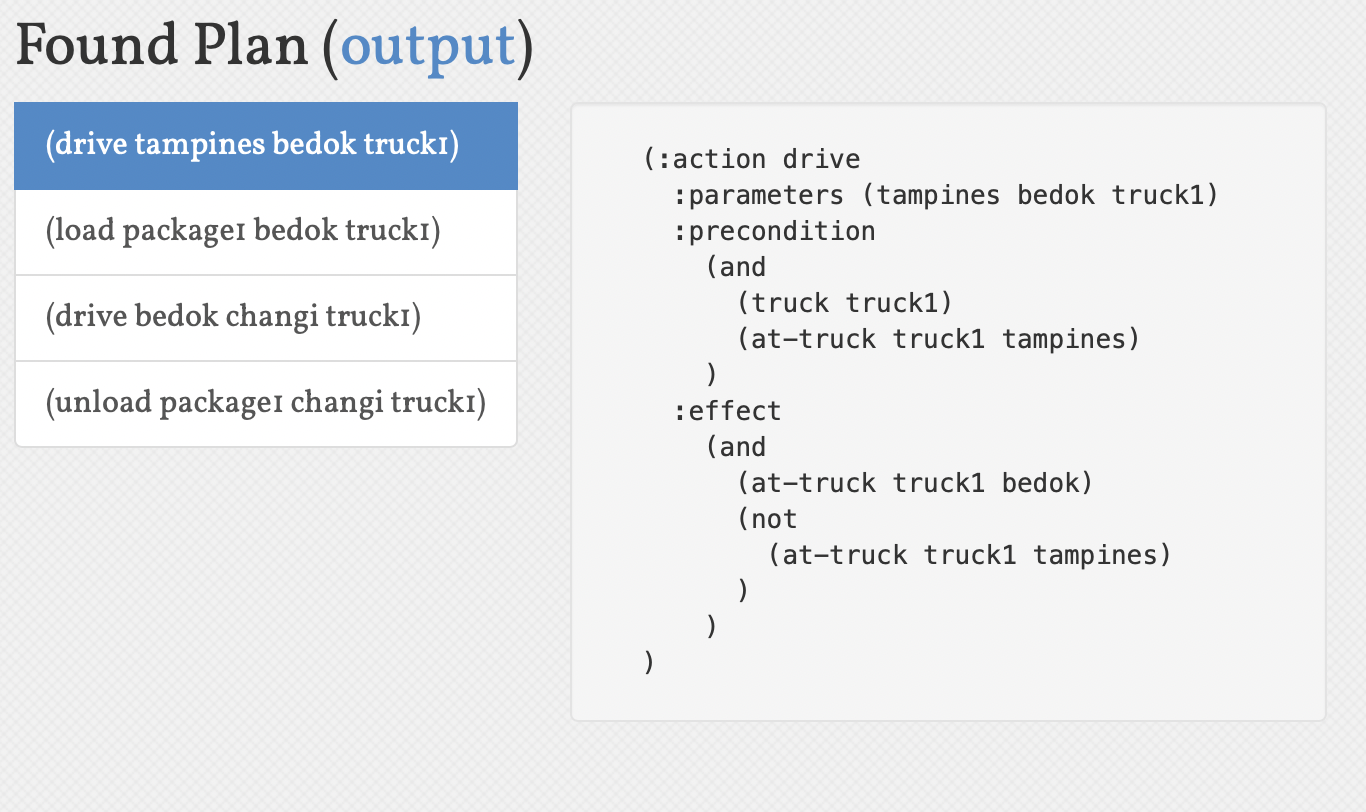 Found Plan (output)
(drive tampines bedok truck1)
(load package1 bedok truck1)
(drive bedok changi truck1)
(unload package1 changi truck1)
(:action drive
  :parameters (tampines bedok truck1)
  :precondition
    (and
      (truck truck1)
      (at-truck truck1 tampines)
    )
  :effect
    (and
      (at-truck truck1 bedok)
      (not
        (at-truck truck1 tampines)
      )
    )
)